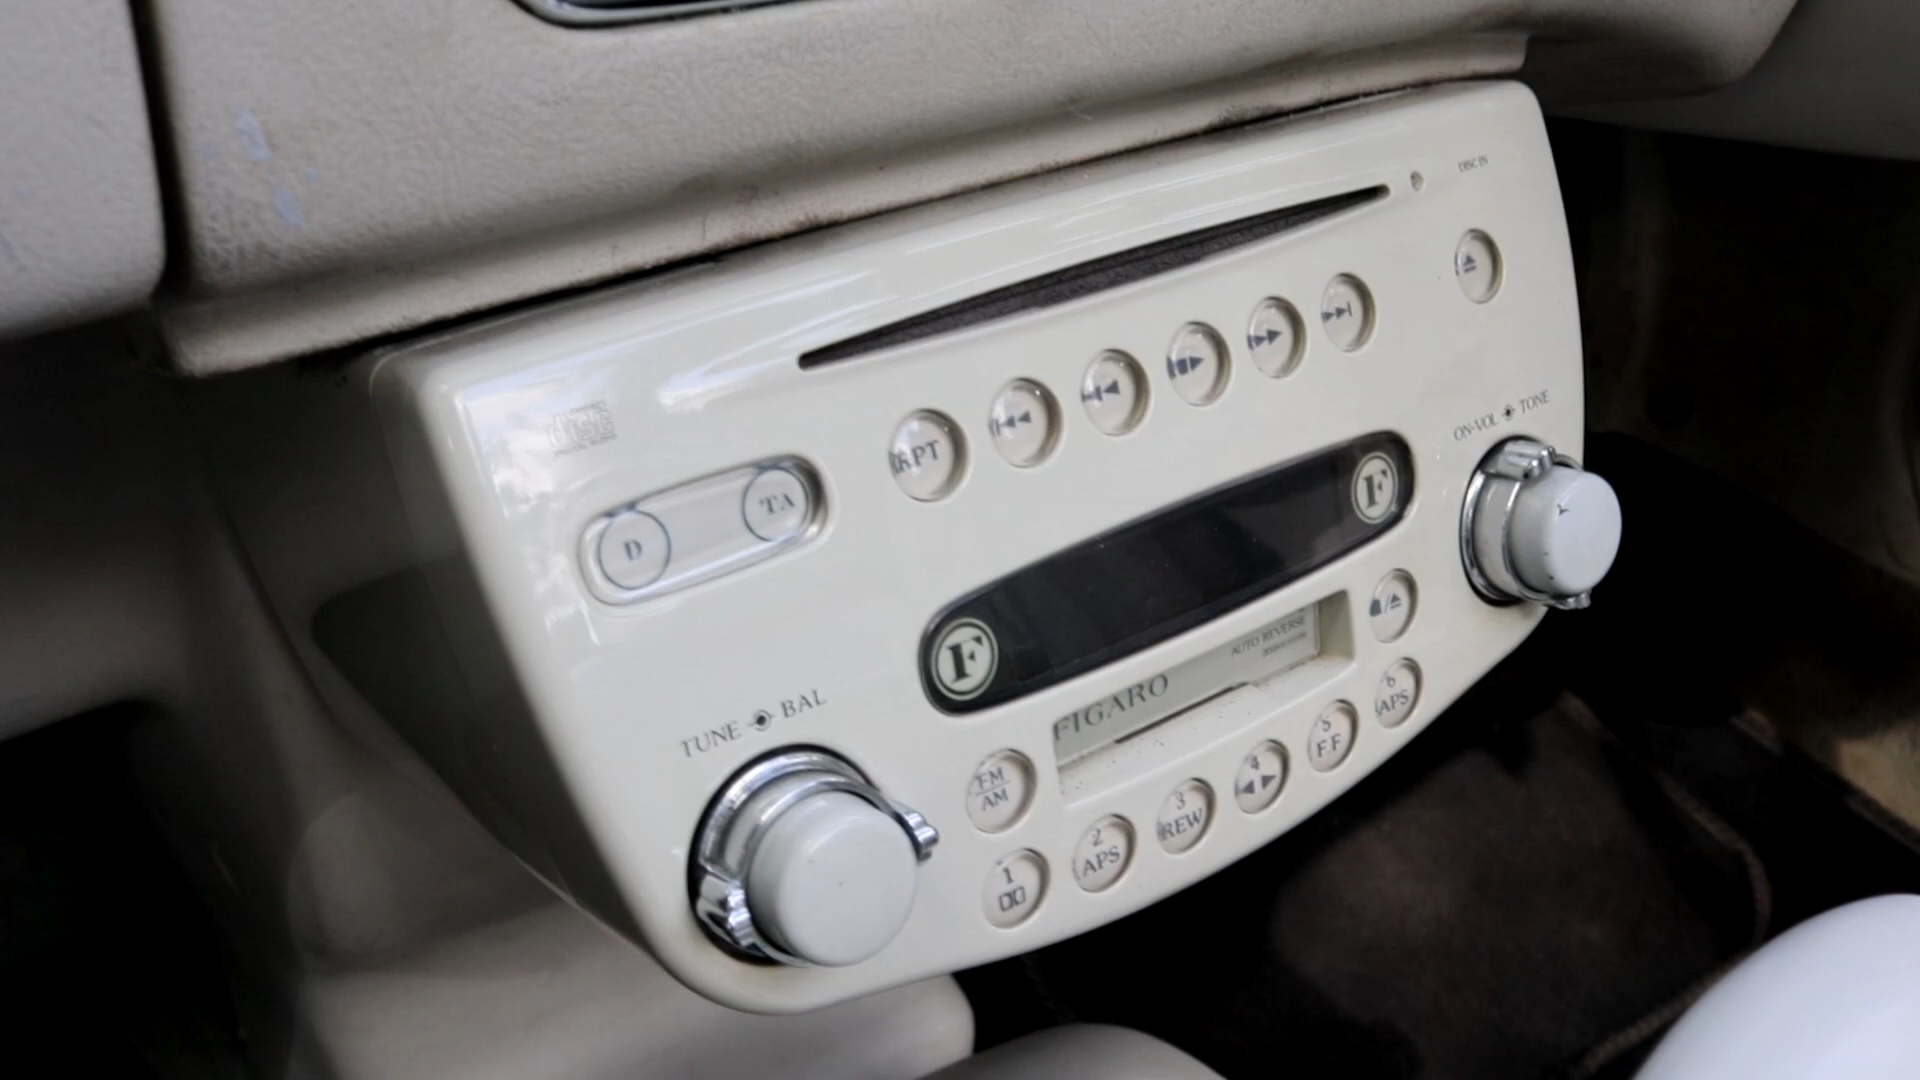 DISC IN
disc
RPT
D
TA
ON-VOL TONE
F
F
AUTO REVERSE
FIGARO
TUNE BAL
FM
AM
1
2
APS
3
REW
4
5
F.F
6
APS